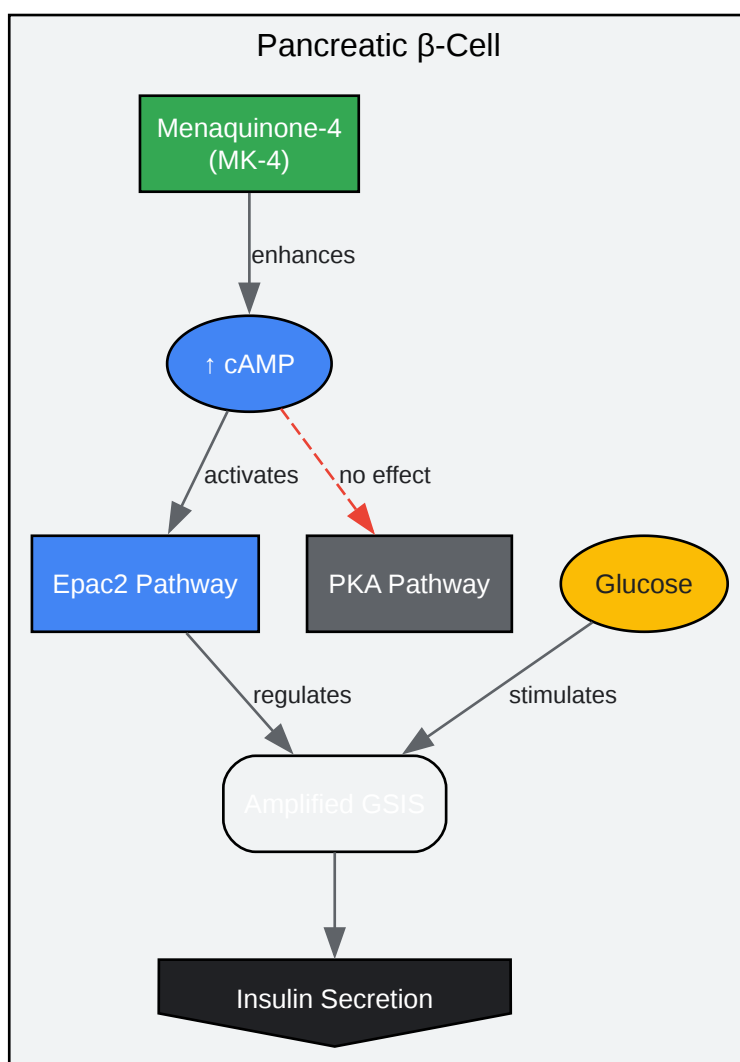 Pancreatic β-Cell
Menaquinone-4
(MK-4)
enhances
↑ cAMP
activates
no effect
Epac2 Pathway
PKA Pathway
Glucose
regulates
stimulates
Amplified GSIS
Insulin Secretion